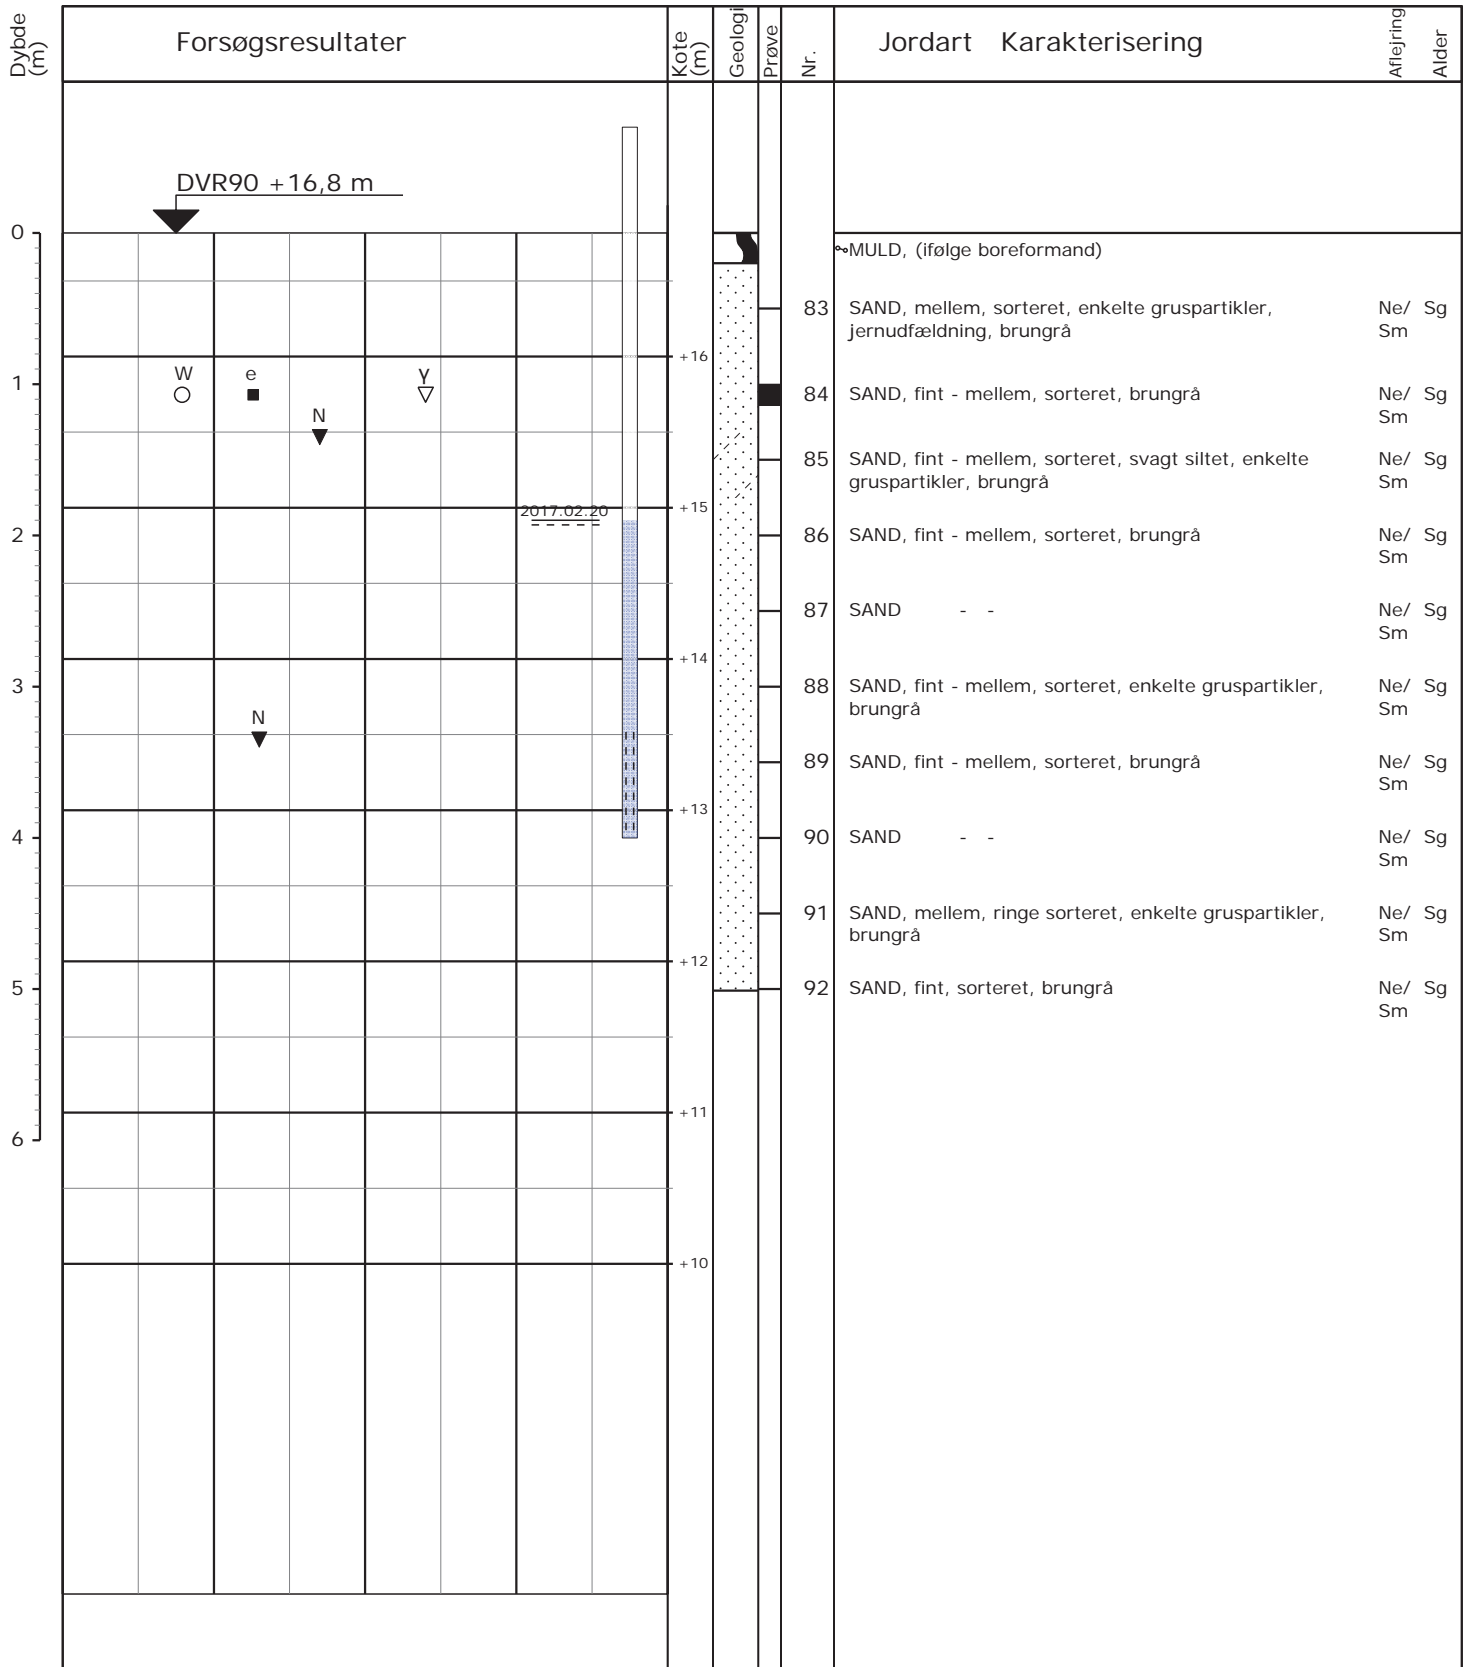 Dybde
(m)
Forsøgsresultater
Kote
(m)
Geologi
Prøve
Nr.
Jordart Karakterisering
Aflejring
Alder
DVR90 +16,8 m
0
MULD, (ifølge boreformand)
83 SAND, mellem, sorteret, enkelte gruspartikler, Ne/ Sg
jernudfældning, brungrå Sm
+16
W e γ
1
84 SAND, fint - mellem, sorteret, brungrå Ne/ Sg
Sm
N
85 SAND, fint - mellem, sorteret, svagt siltet, enkelte Ne/ Sg
gruspartikler, brungrå Sm
2017.02.20 +15
2
86 SAND, fint - mellem, sorteret, brungrå Ne/ Sg
Sm
87 SAND - - Ne/ Sg
Sm
+14
3
88 SAND, fint - mellem, sorteret, enkelte gruspartikler, Ne/ Sg
brungrå Sm
N
89 SAND, fint - mellem, sorteret, brungrå Ne/ Sg
Sm
+13
4
90 SAND - - Ne/ Sg
Sm
91 SAND, mellem, ringe sorteret, enkelte gruspartikler, Ne/ Sg
brungrå Sm
+12
5
92 SAND, fint, sorteret, brungrå Ne/ Sg
Sm
+11
6
+10